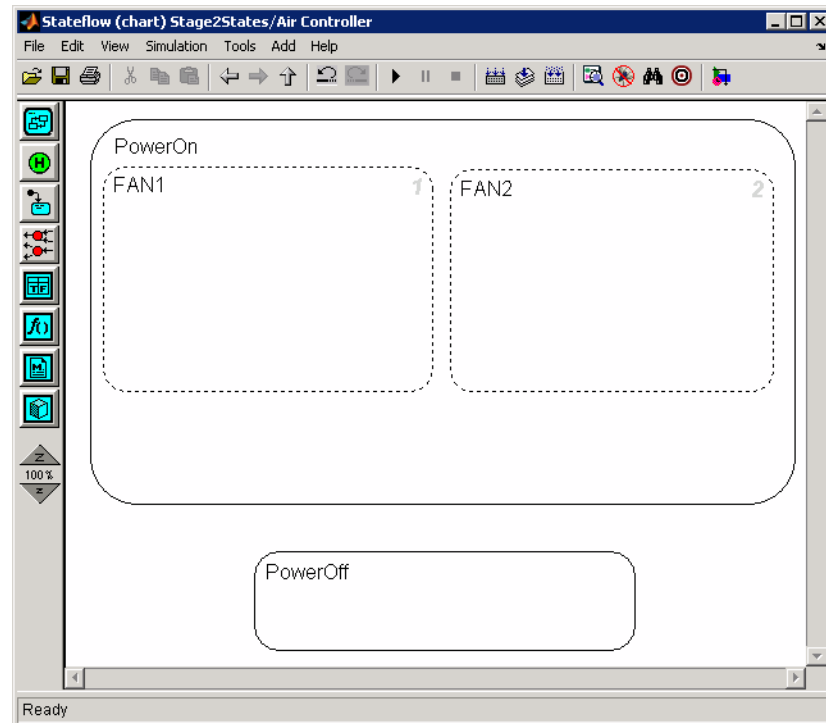 Stateflow (chart) Stage2States/Air Controller
File Edit View Simulation Tools Add Help
PowerOn
FAN1 1
FAN2 2
H
TF
f()
M
Z
100%
z
PowerOff
Ready